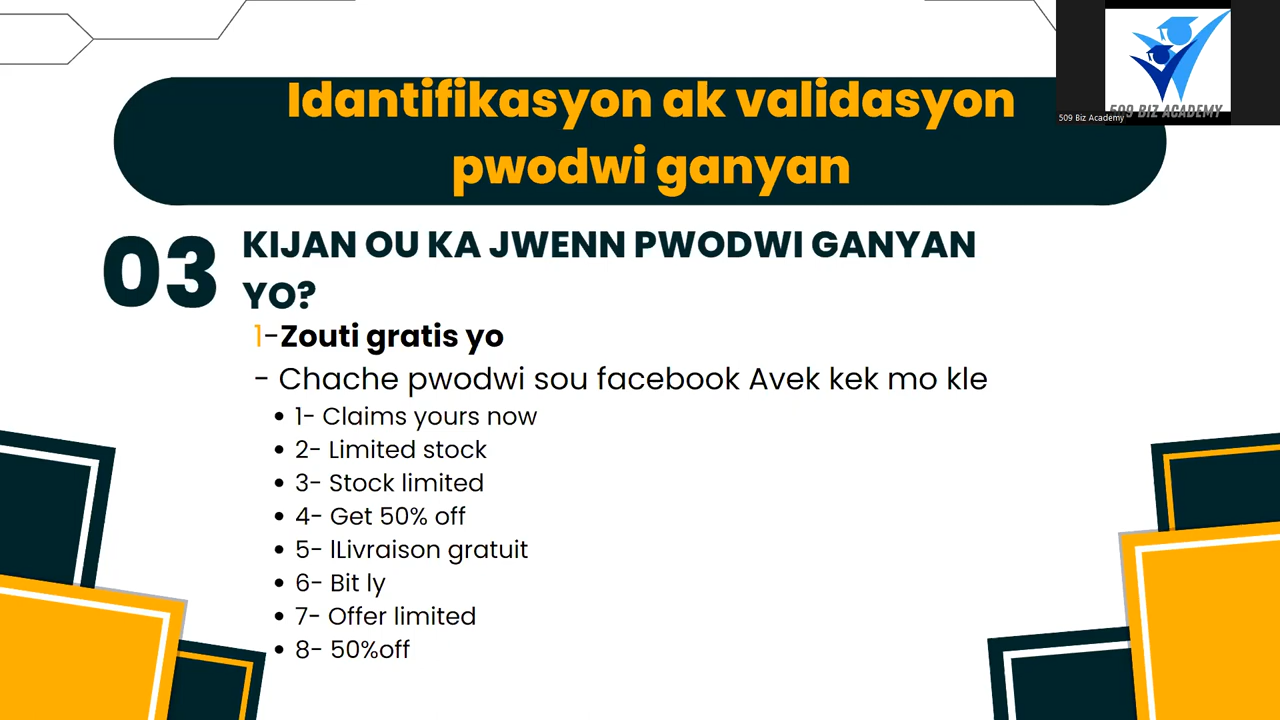 Idantifikasyon ak validasyon
pwodwi ganyan
509 BIZ ACADEMY
509 Biz Academy
03
KIJAN OU KA JWENN PWODWI GANYAN
YO?
1-Zouti gratis yo
- Chache pwodwi sou facebook Avek kek mo kle
• 1- Claims yours now
• 2- Limited stock
• 3- Stock limited
• 4- Get 50% off
• 5- lLivraison gratuit
• 6- Bit ly
• 7- Offer limited
• 8- 50%off